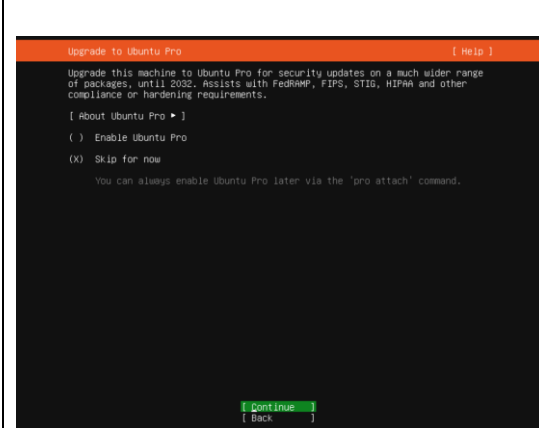 Upgrade to Ubuntu Pro [ Help ]
Upgrade this machine to Ubuntu Pro for security updates on a much wider range
of packages, until 2032. Assists with FedRAMP, FIPS, STIG, HIPAA and other
compliance or hardening requirements.
[ About Ubuntu Pro ► ]
( ) Enable Ubuntu Pro
(X) Skip for now
You can always enable Ubuntu Pro later via the 'pro attach' command.
[ Continue ]
[ Back ]